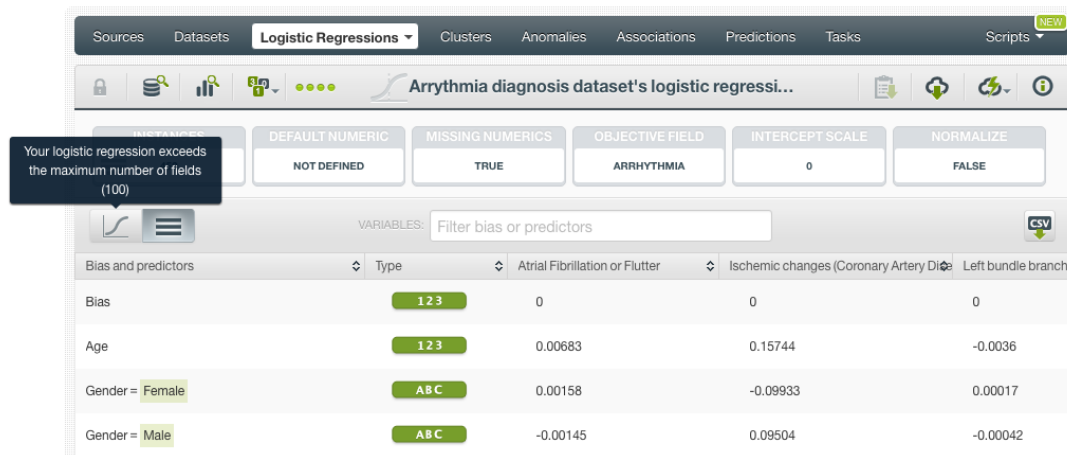 NEW
Sources Datasets Logistic Regressions Clusters Anomalies Associations Predictions Tasks Scripts
Arrythmia diagnosis dataset's logistic regressi...
INSTANCES DEFAULT NUMERIC MISSING NUMERICS OBJECTIVE FIELD INTERCEPT SCALE NORMALIZE
NOT DEFINED TRUE ARRHYTHMIA 0 FALSE
Your logistic regression exceeds
the maximum number of fields
(100)
VARIABLES: Filter bias or predictors CSV
Bias and predictors Type Atrial Fibrillation or Flutter Ischemic changes (Coronary Artery Dise Left bundle branch
Bias 123 0 0 0
Age 123 0.00683 0.15744 -0.0036
Gender = Female ABC 0.00158 -0.09933 0.00017
Gender = Male ABC -0.00145 0.09504 -0.00042